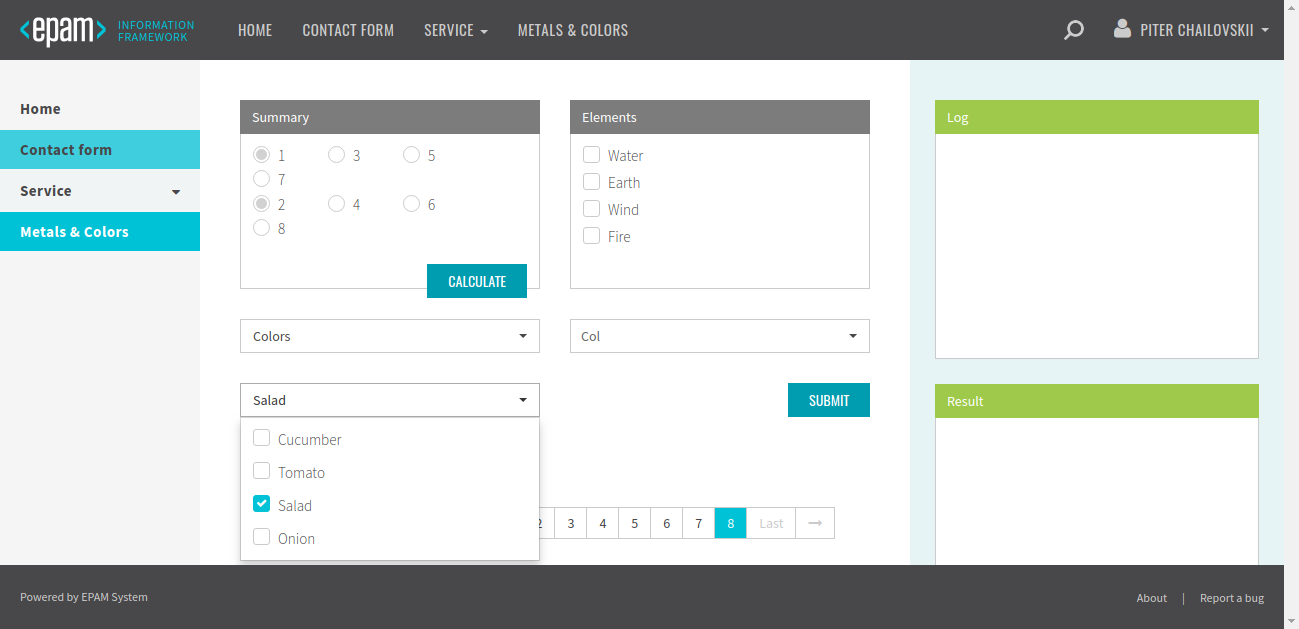 <epam> INFORMATION FRAMEWORK
HOME CONTACT FORM SERVICE METALS & COLORS
PITER CHAILOVSKII
Home
Contact form
Service
Metals & Colors
Summary
1 3 5
7
2 4 6
8
CALCULATE
Elements
Water
Earth
Wind
Fire
Colors
Col
Salad
SUBMIT
Cucumber
Tomato
Salad
Onion
2 3 4 5 6 7 8 Last →
Log
Result
Powered by EPAM System
About | Report a bug